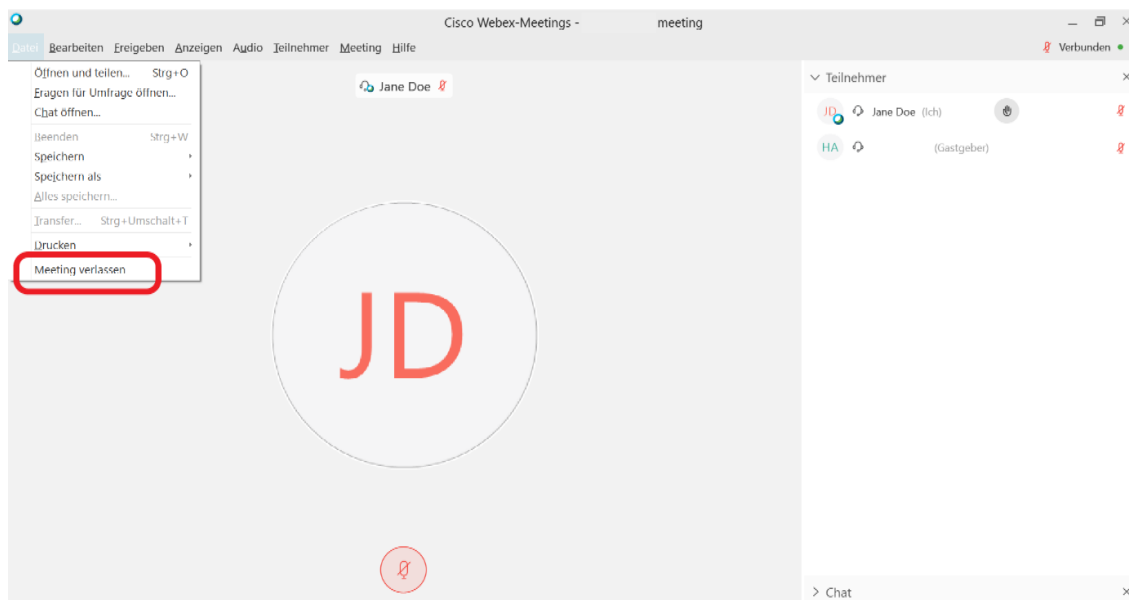 Cisco Webex-Meetings - meeting
Datei Bearbeiten Freigeben Anzeigen Audio Teilnehmer Meeting Hilfe
Verbunden
Öffnen und teilen... Strg+O
Fragen für Umfrage öffnen...
Chat öffnen...
Beenden Strg+W
Speichern
Speichern als
Alles speichern...
Transfer... Strg+Umschalt+T
Drucken
Meeting verlassen
Jane Doe
JD
Teilnehmer
JD Jane Doe (Ich)
HA (Gastgeber)
Chat